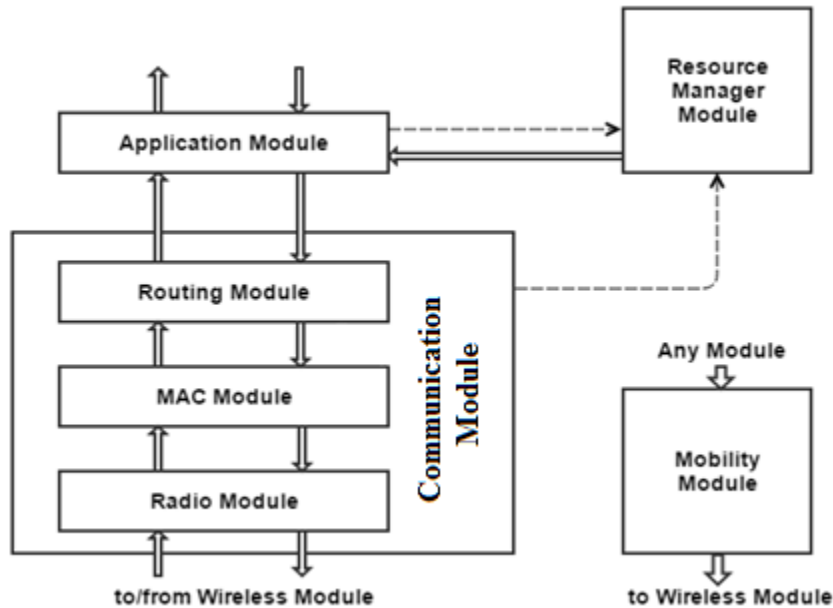 Resource
Manager
Module
Application Module
Routing Module
MAC Module
Radio Module
Communication
Module
to/from Wireless Module
Any Module
Mobility
Module
to Wireless Module